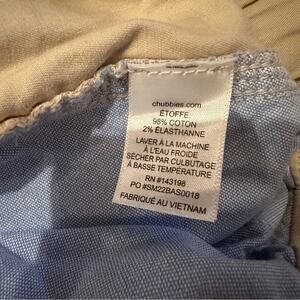 chubbies.com
ÉTOFFE
98% COTON
2% ÉLASTHANNE
LAVER À LA MACHINE
À L'EAU FROIDE
SÉCHER PAR CULBUTAGE
À BASSE TEMPÉRATURE
RN #143198
PO #SM22BAS0018
FABRIQUÉ AU VIETNAM